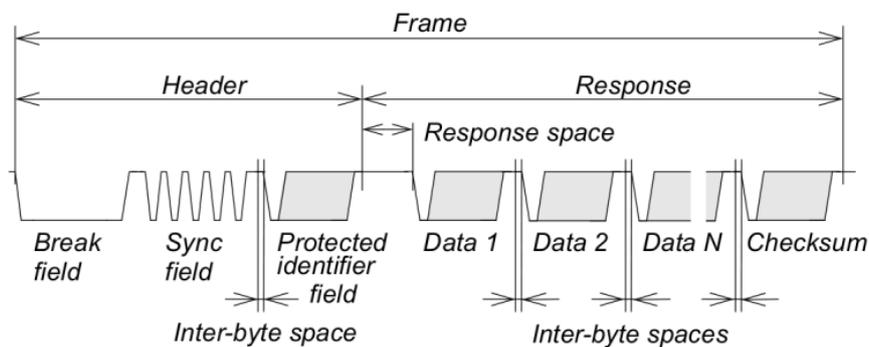 Frame
Header
Response
Response space
Break
field
Sync
field
Protected
identifier
field
Data 1
Data 2
Data N
Checksum
Inter-byte space
Inter-byte spaces